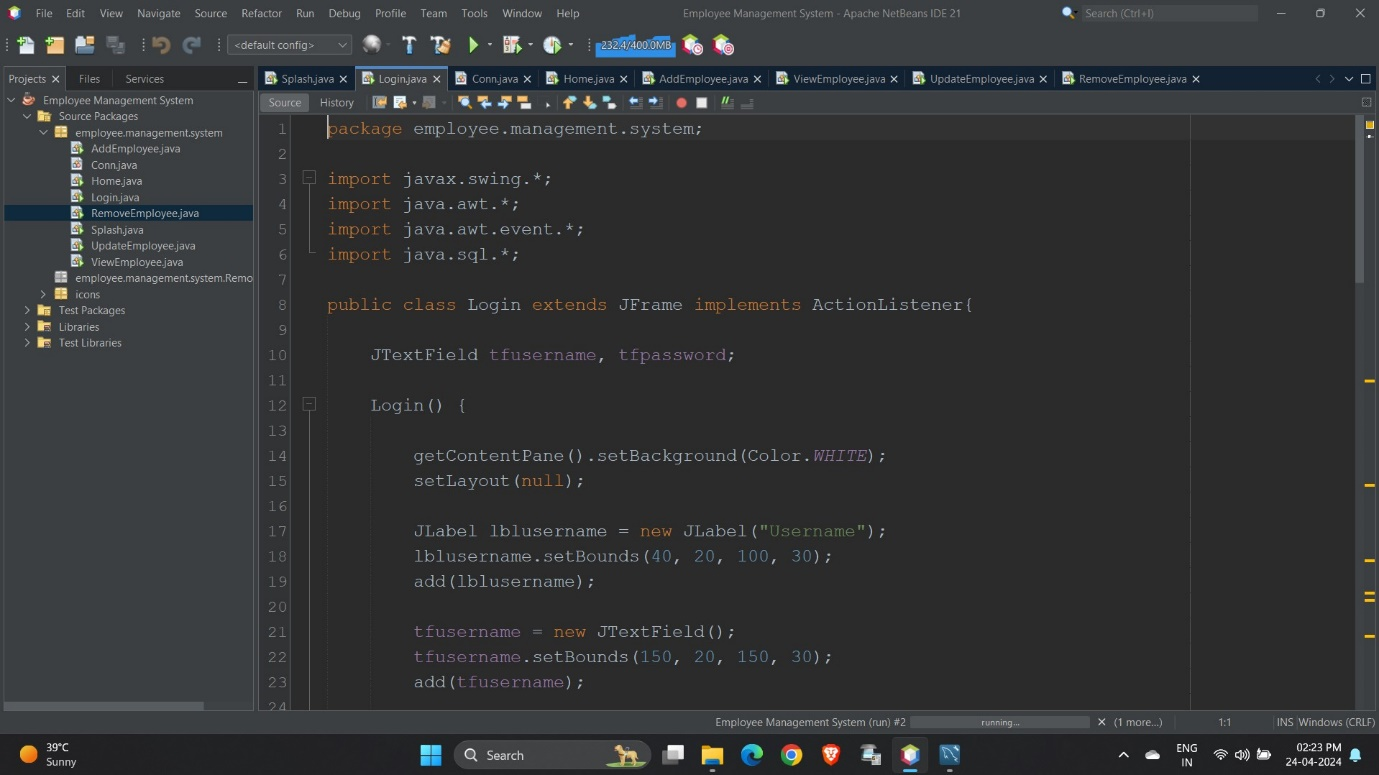 File Edit View Navigate Source Refactor Run Debug Profile Team Tools Window Help
Employee Management System - Apache NetBeans IDE 21
Search (Ctrl+I)
<default config>
232.4/400.0MB
Projects Files Services
Splash.java Login.java Conn.java Home.java AddEmployee.java ViewEmployee.java UpdateEmployee.java RemoveEmployee.java
Source History
Employee Management System
Source Packages
employee.management.system
AddEmployee.java
Conn.java
Home.java
Login.java
RemoveEmployee.java
Splash.java
UpdateEmployee.java
ViewEmployee.java
employee.management.system.Remo
icons
Test Packages
Libraries
Test Libraries
1 package employee.management.system;
2
3 import javax.swing.*;
4 import java.awt.*;
5 import java.awt.event.*;
6 import java.sql.*;
7
8 public class Login extends JFrame implements ActionListener{
9
10 JTextField tfusername, tfpassword;
11
12 Login() {
13
14 getContentPane().setBackground(Color.WHITE);
15 setLayout(null);
16
17 JLabel lblusername = new JLabel("Username");
18 lblusername.setBounds(40, 20, 100, 30);
19 add(lblusername);
20
21 tfusername = new JTextField();
22 tfusername.setBounds(150, 20, 150, 30);
23 add(tfusername);
24
Employee Management System (run) #2 running... (1 more...) 1:1 INS Windows (CRLF)
39°C
Sunny
Search
ENG
IN
02:23 PM
24-04-2024